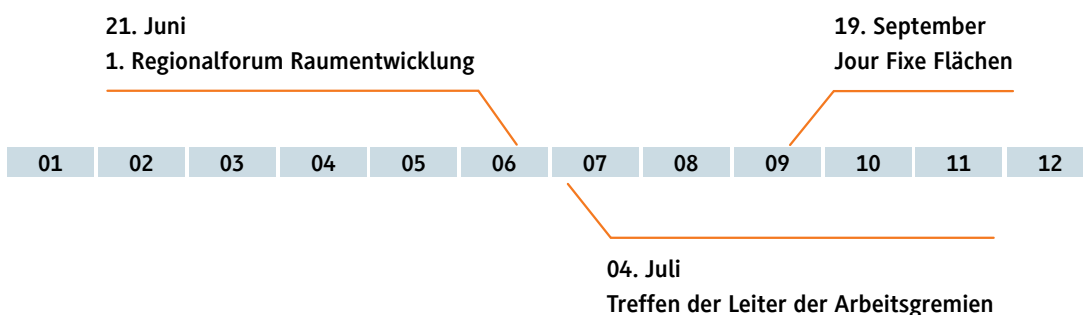 21. Juni
1. Regionalforum Raumentwicklung
19. September
Jour Fixe Flächen
01 02 03 04 05 06 07 08 09 10 11 12
04. Juli
Treffen der Leiter der Arbeitsgremien